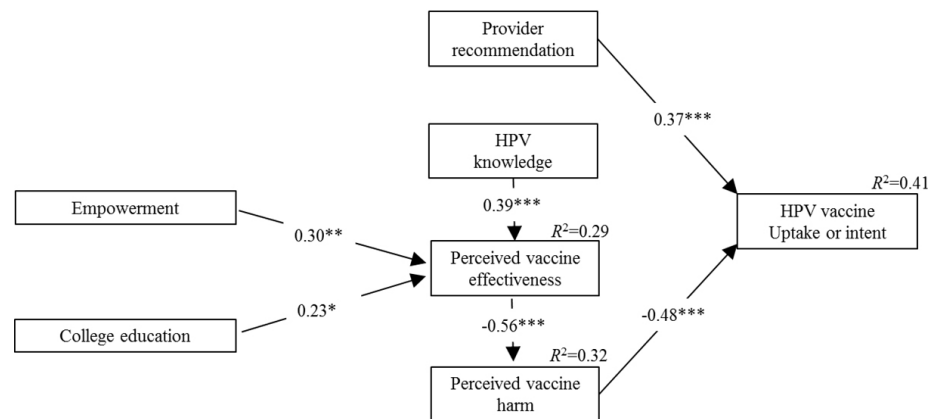 Provider
recommendation
0.37***
HPV
knowledge
R²=0.41
Empowerment
0.39***
HPV vaccine
Uptake or intent
0.30**
R²=0.29
Perceived vaccine
effectiveness
0.23*
College education
-0.56***
-0.48***
R²=0.32
Perceived vaccine
harm